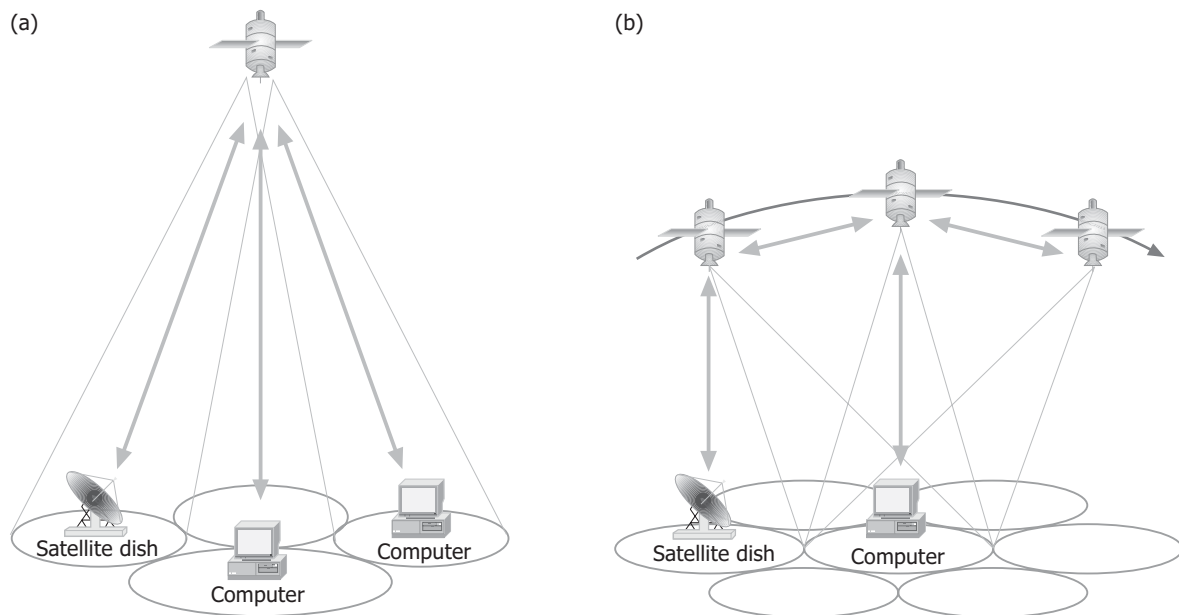 (a)
Satellite dish
Computer
Computer
(b)
Satellite dish
Computer